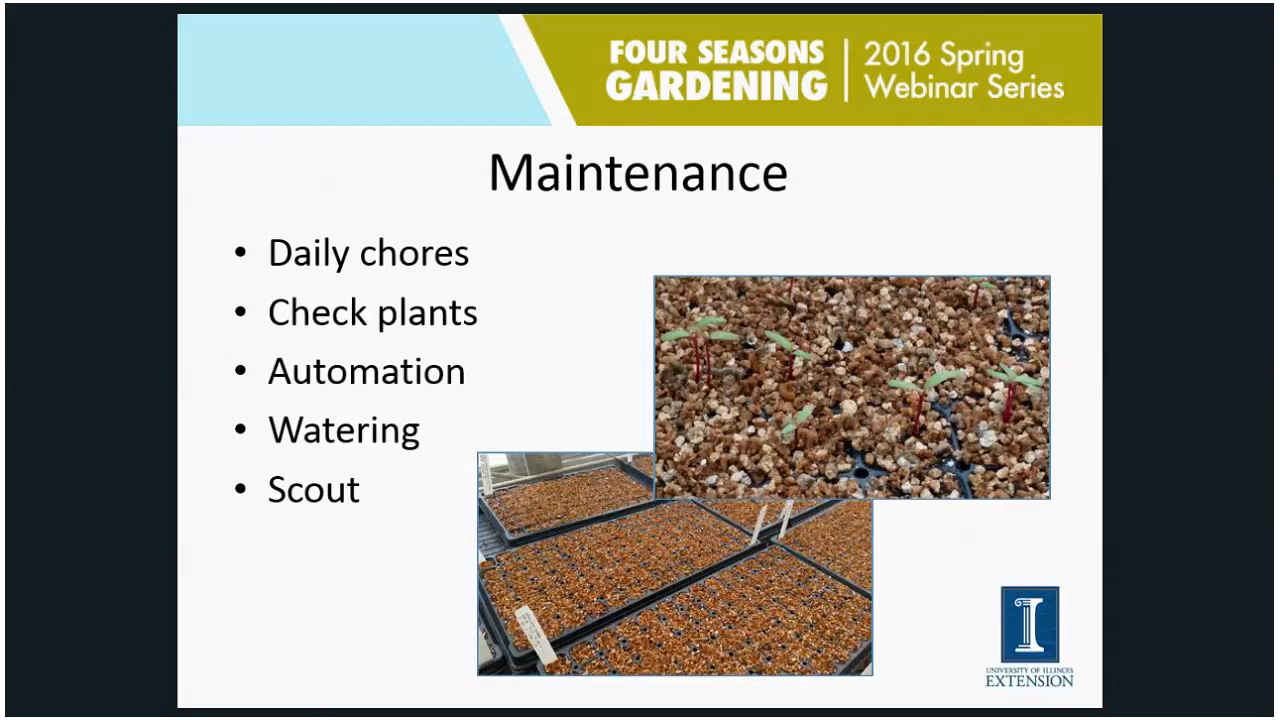 FOUR SEASONS
GARDENING
2016 Spring
Webinar Series
Maintenance
• Daily chores
• Check plants
• Automation
• Watering
• Scout
I
UNIVERSITY OF ILLINOIS
EXTENSION